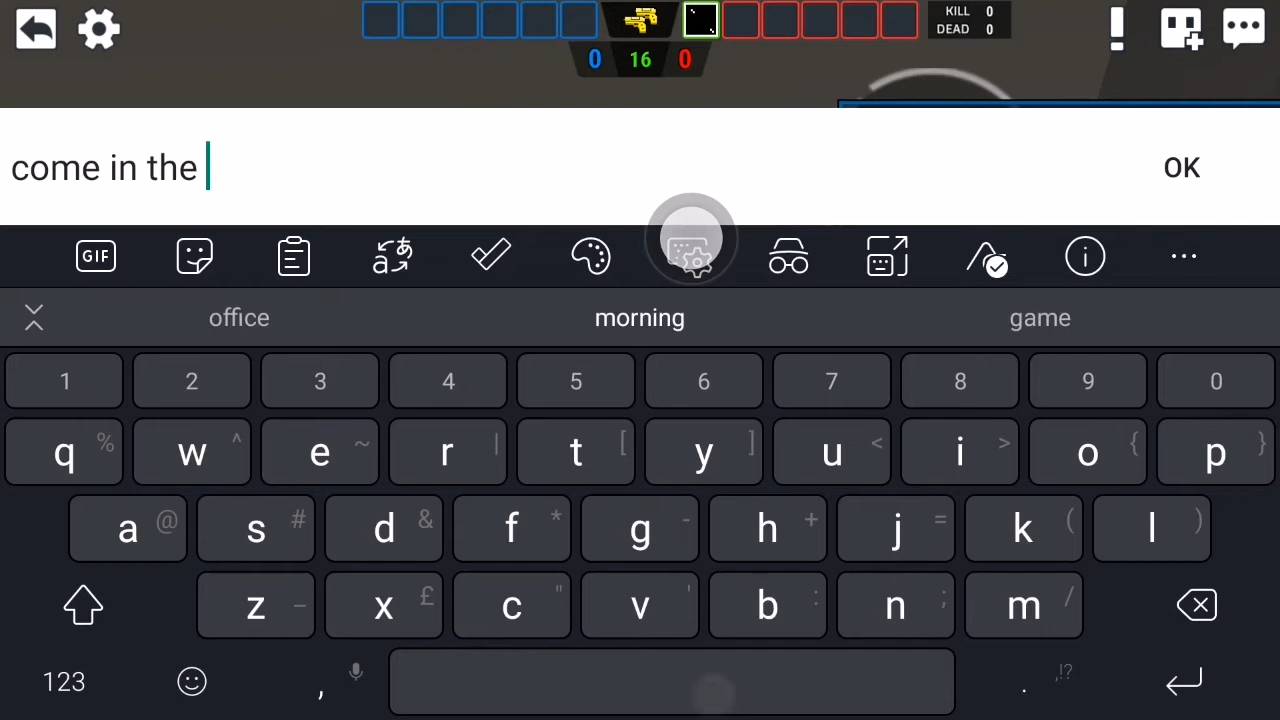 KILL 0
DEAD 0
0 16 0
come in the
OK
GIF
office morning game
1 2 3 4 5 6 7 8 9 0
q % w ^ e ~ r | t [ y ] u < i > o { p }
a @ s # d & f * g - h + j = k ( l )
z _ x £ c " v ' b : n ; m /
123 , . ,!?